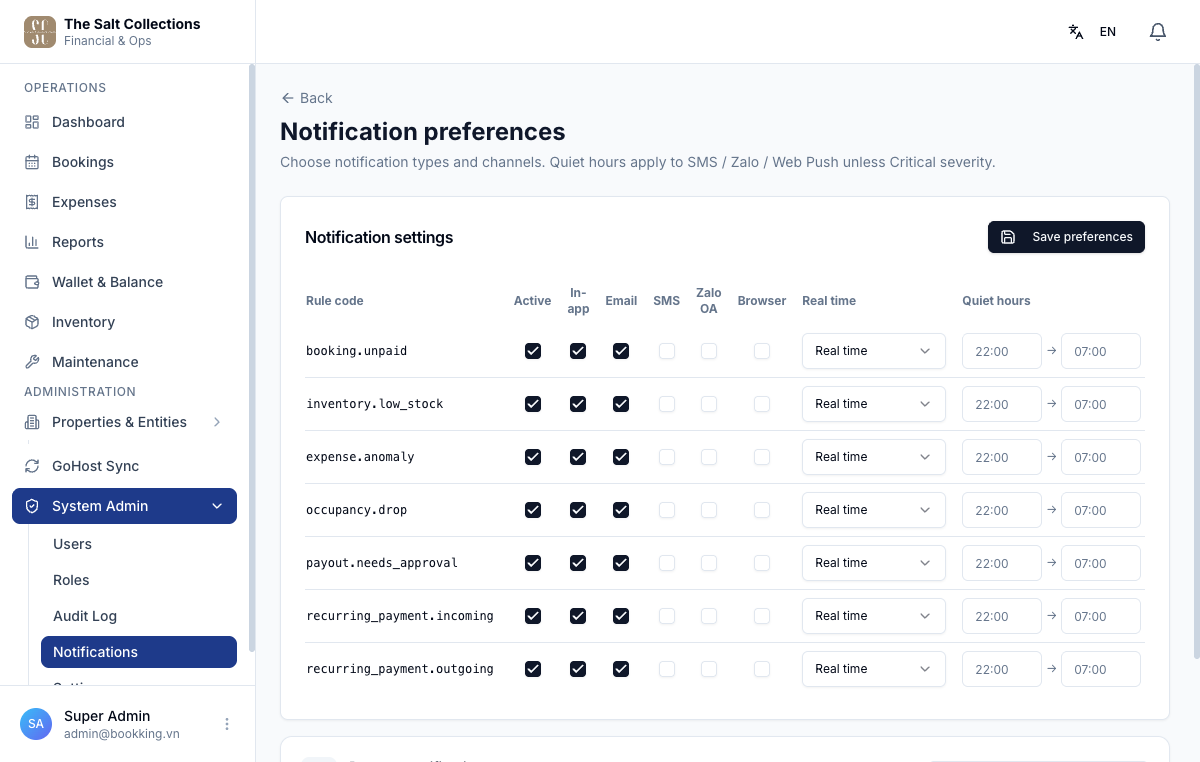 The Salt Collections
Financial & Ops
EN
OPERATIONS
Dashboard
Bookings
Expenses
Reports
Wallet & Balance
Inventory
Maintenance
ADMINISTRATION
Properties & Entities
GoHost Sync
System Admin
Users
Roles
Audit Log
Notifications
SA
Super Admin
admin@bookking.vn
Back
Notification preferences
Choose notification types and channels. Quiet hours apply to SMS / Zalo / Web Push unless Critical severity.
Notification settings
Save preferences
Rule code Active In-app Email SMS Zalo OA Browser Real time Quiet hours
booking.unpaid Real time 22:00 → 07:00
inventory.low_stock Real time 22:00 → 07:00
expense.anomaly Real time 22:00 → 07:00
occupancy.drop Real time 22:00 → 07:00
payout.needs_approval Real time 22:00 → 07:00
recurring_payment.incoming Real time 22:00 → 07:00
recurring_payment.outgoing Real time 22:00 → 07:00